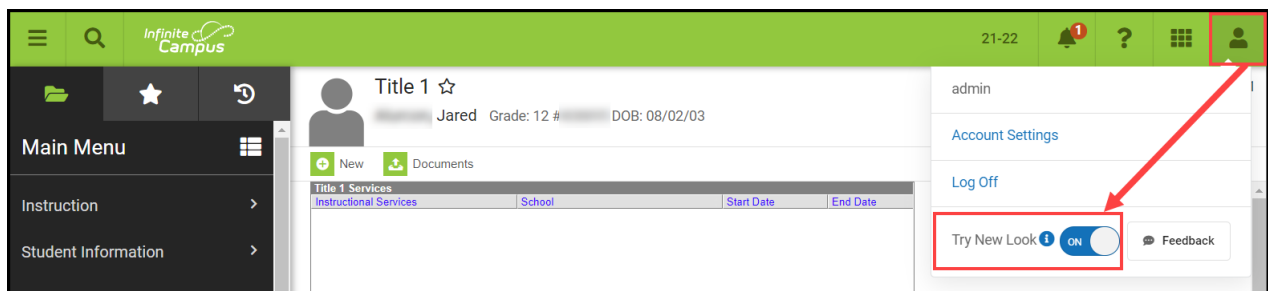 Infinite Campus
21-22
1
?
Title 1
Jared Grade: 12 # DOB: 08/02/03
Main Menu
New Documents
Title 1 Services
Instructional Services School Start Date End Date
Instruction
Student Information
admin
Account Settings
Log Off
Try New Look i ON Feedback